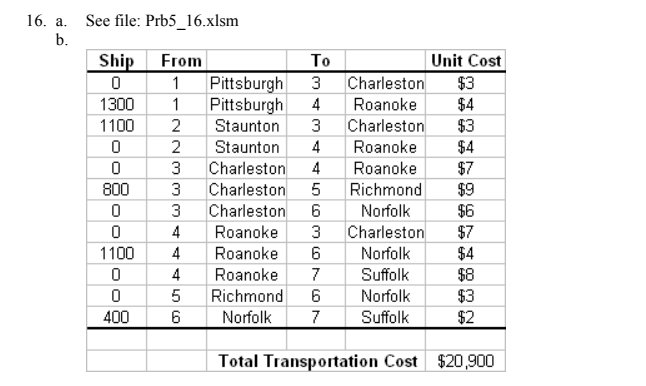 16. a. See file: Prb5_16.xlsm
b.
Ship From To Unit Cost
0 1 Pittsburgh 3 Charleston $3
1300 1 Pittsburgh 4 Roanoke $4
1100 2 Staunton 3 Charleston $3
0 2 Staunton 4 Roanoke $4
0 3 Charleston 4 Roanoke $7
800 3 Charleston 5 Richmond $9
0 3 Charleston 6 Norfolk $6
0 4 Roanoke 3 Charleston $7
1100 4 Roanoke 6 Norfolk $4
0 4 Roanoke 7 Suffolk $8
0 5 Richmond 6 Norfolk $3
400 6 Norfolk 7 Suffolk $2
Total Transportation Cost $20,900